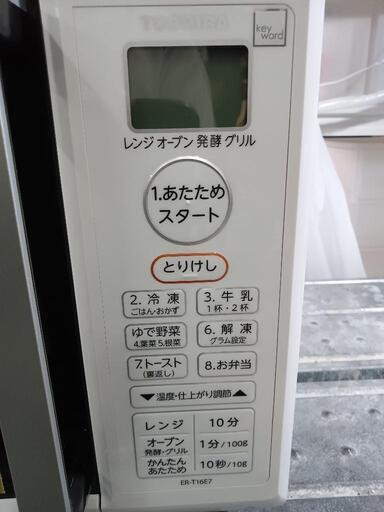 TOSHIBA
key
word
レンジ オーブン 発酵 グリル
1.あたため
スタート
とりけし
2. 冷凍
ごはん・おかず
3. 牛乳
1杯・2杯
ゆで野菜
4.葉菜 5.根菜
6. 解凍
グラム設定
7.トースト
(裏返し)
8.お弁当
▼温度・仕上がり調節▲
レンジ
10分
オーブン
発酵・グリル
1分/100g
かんたん
あたため
10秒/10g
ER-T16E7